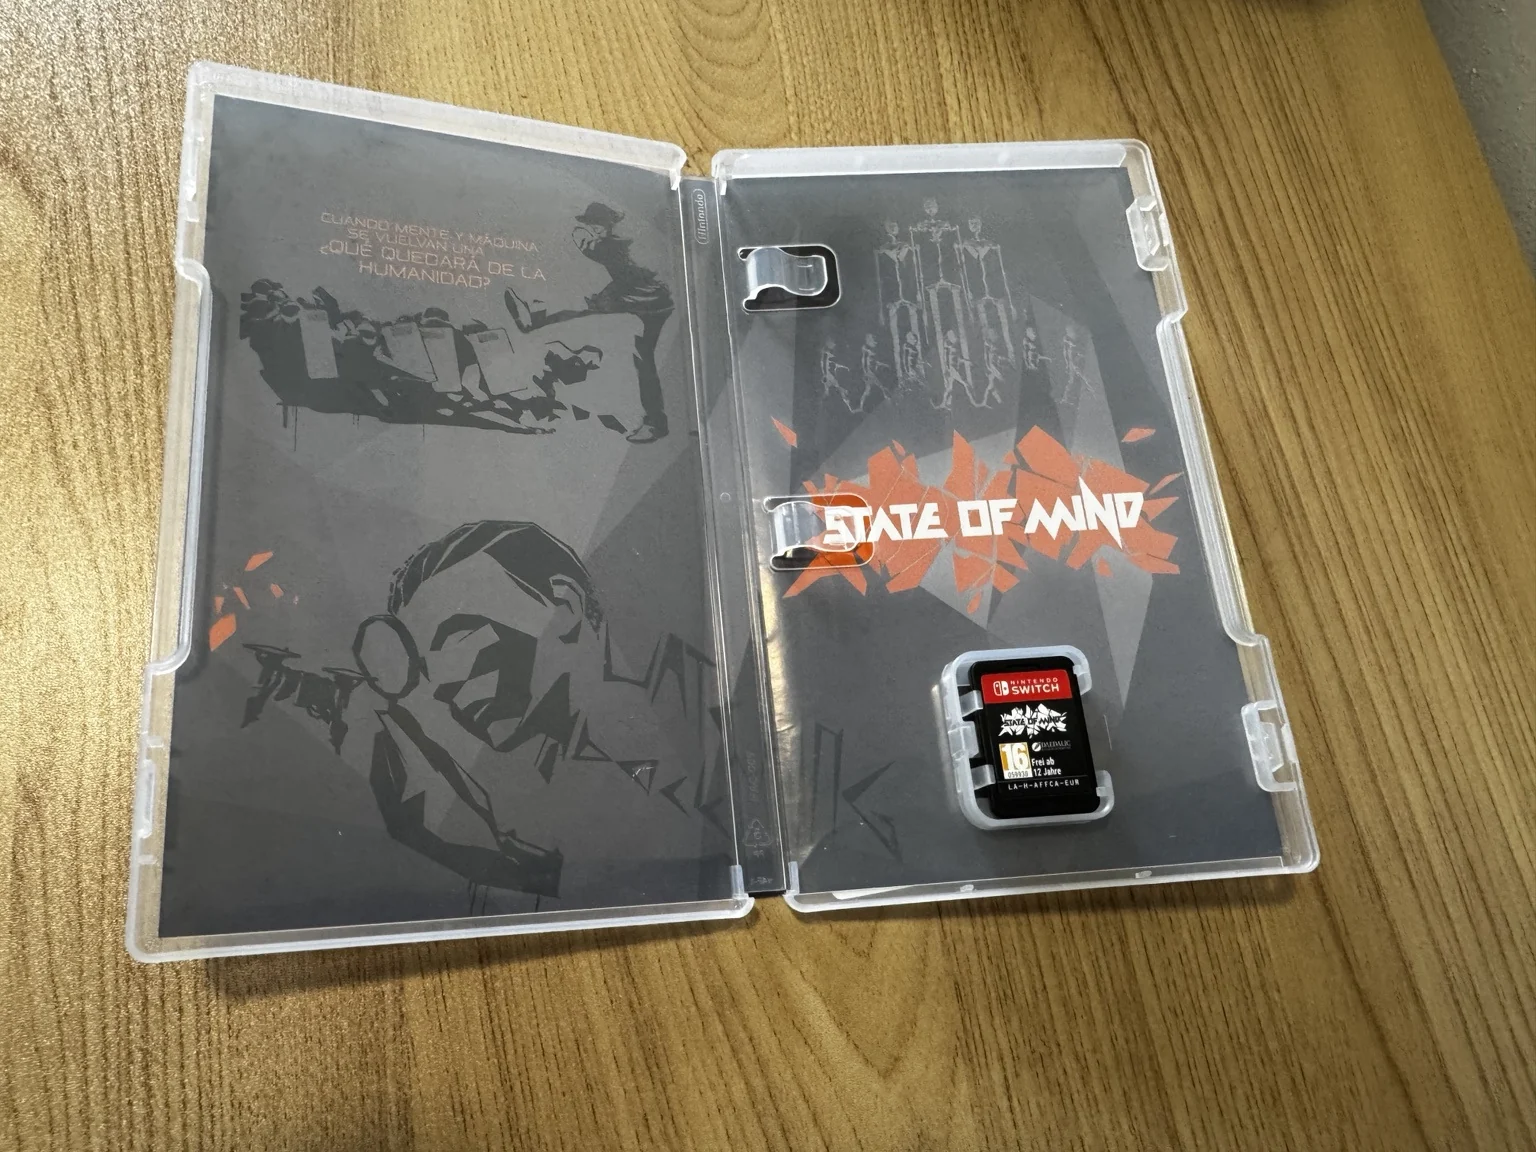 CUANDO MENTE Y MÁQUINA
SE VUELVAN UNA
¿QUÉ QUEDARÁ DE LA
HUMANIDAD?
Nintendo
STATE OF MIND
NINTENDO
SWITCH
STATE OF MIND
16
DAEDALIC
Frei ab
12 Jahre
LA-H-AFFCA-EUR